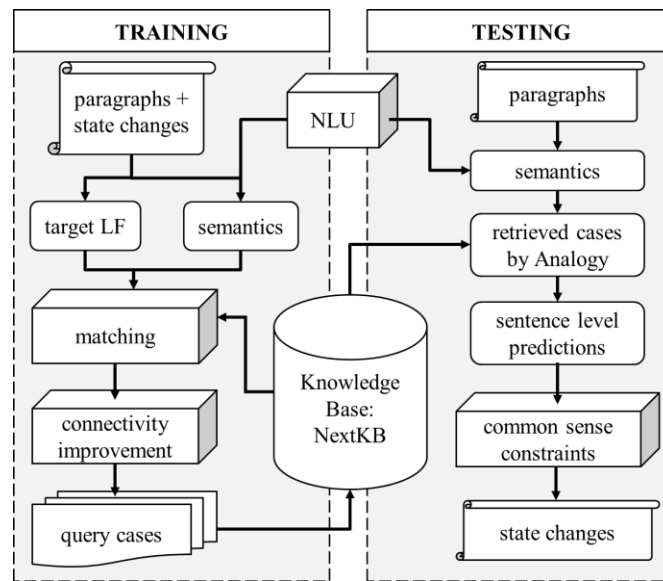 TRAINING
paragraphs +
state changes
target LF
semantics
matching
connectivity
improvement
query cases
NLU
Knowledge
Base:
NextKB
TESTING
paragraphs
semantics
retrieved cases
by Analogy
sentence level
predictions
common sense
constraints
state changes